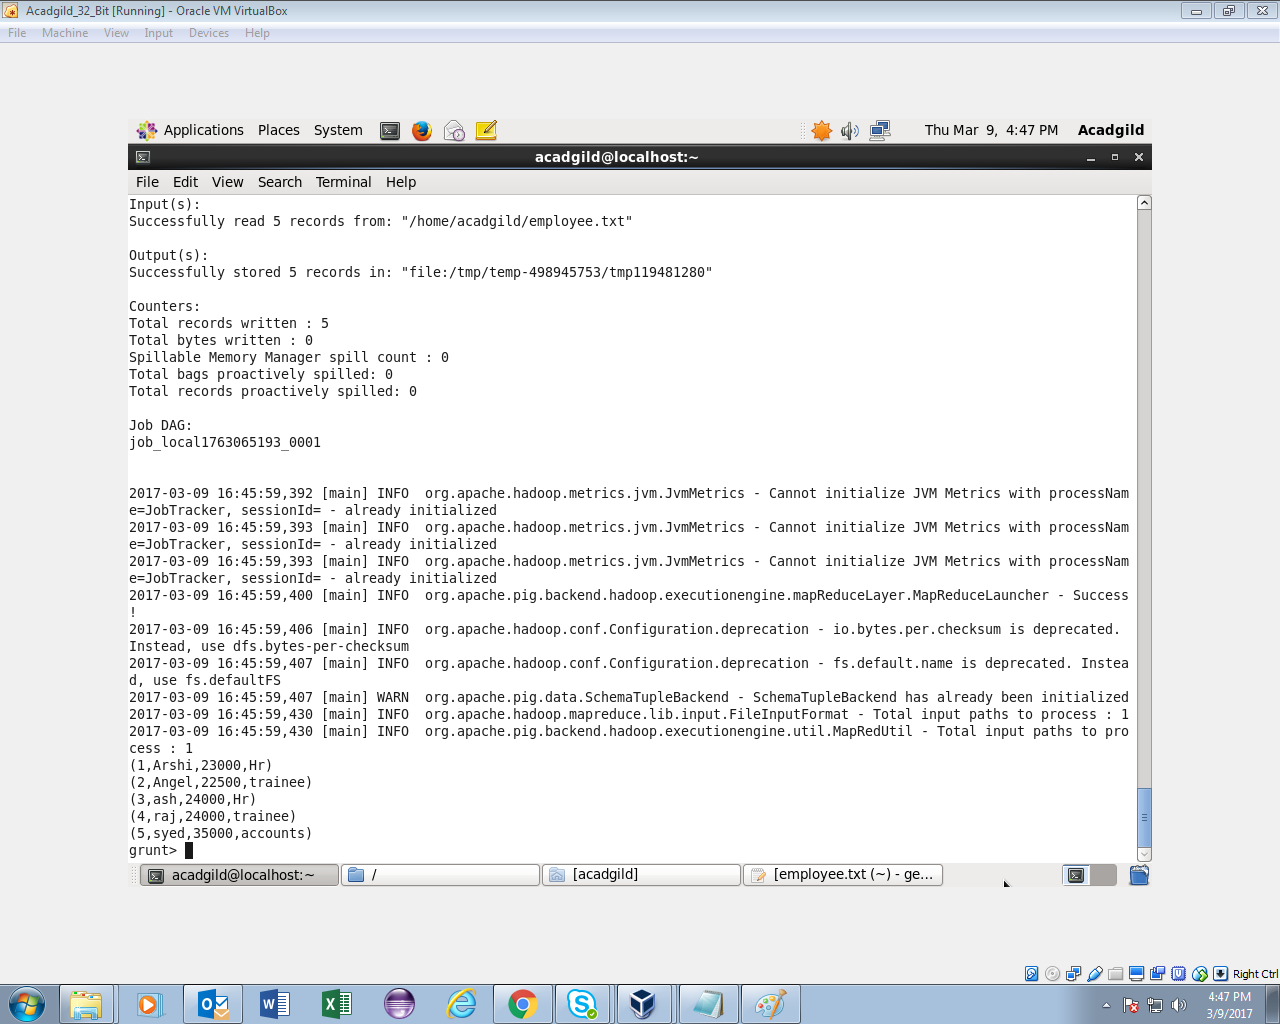 Acadgild_32_Bit [Running] - Oracle VM VirtualBox
File Machine View Input Devices Help
Applications Places System Thu Mar 9, 4:47 PM Acadgild
acadgild@localhost:~
File Edit View Search Terminal Help
Input(s):
Successfully read 5 records from: "/home/acadgild/employee.txt"
Output(s):
Successfully stored 5 records in: "file:/tmp/temp-498945753/tmp119481280"
Counters:
Total records written : 5
Total bytes written : 0
Spillable Memory Manager spill count : 0
Total bags proactively spilled: 0
Total records proactively spilled: 0
Job DAG:
job_local1763065193_0001
2017-03-09 16:45:59,392 [main] INFO  org.apache.hadoop.metrics.jvm.JvmMetrics - Cannot initialize JVM Metrics with processNam
e=JobTracker, sessionId= - already initialized
2017-03-09 16:45:59,393 [main] INFO  org.apache.hadoop.metrics.jvm.JvmMetrics - Cannot initialize JVM Metrics with processNam
e=JobTracker, sessionId= - already initialized
2017-03-09 16:45:59,393 [main] INFO  org.apache.hadoop.metrics.jvm.JvmMetrics - Cannot initialize JVM Metrics with processNam
e=JobTracker, sessionId= - already initialized
2017-03-09 16:45:59,400 [main] INFO  org.apache.pig.backend.hadoop.executionengine.mapReduceLayer.MapReduceLauncher - Success
!
2017-03-09 16:45:59,406 [main] INFO  org.apache.hadoop.conf.Configuration.deprecation - io.bytes.per.checksum is deprecated.
Instead, use dfs.bytes-per-checksum
2017-03-09 16:45:59,407 [main] INFO  org.apache.hadoop.conf.Configuration.deprecation - fs.default.name is deprecated. Instea
d, use fs.defaultFS
2017-03-09 16:45:59,407 [main] WARN  org.apache.pig.data.SchemaTupleBackend - SchemaTupleBackend has already been initialized
2017-03-09 16:45:59,430 [main] INFO  org.apache.hadoop.mapreduce.lib.input.FileInputFormat - Total input paths to process : 1
2017-03-09 16:45:59,430 [main] INFO  org.apache.pig.backend.hadoop.executionengine.util.MapRedUtil - Total input paths to pro
cess : 1
(1,Arshi,23000,Hr)
(2,Angel,22500,trainee)
(3,ash,24000,Hr)
(4,raj,24000,trainee)
(5,syed,35000,accounts)
grunt>
acadgild@localhost:~ / [acadgild] [employee.txt (~) - ge...
Right Ctrl
4:47 PM
3/9/2017